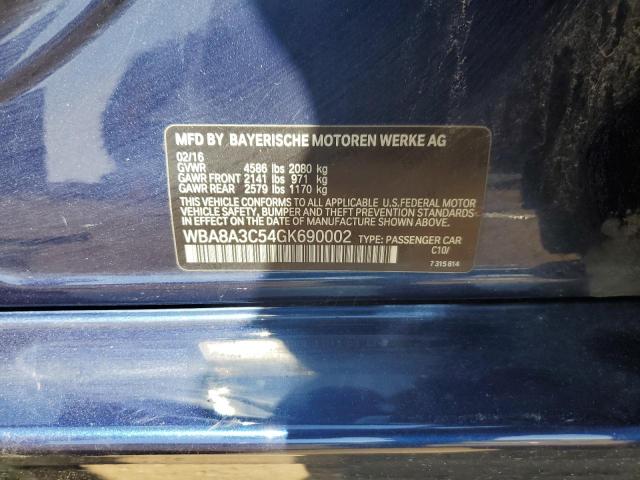 MFD BY BAYERISCHE MOTOREN WERKE AG
02/16
GVWR 4586 lbs 2080 kg
GAWR FRONT 2141 lbs 971 kg
GAWR REAR 2579 lbs 1170 kg
THIS VEHICLE CONFORMS TO ALL APPLICABLE U.S.FEDERAL MOTOR
VEHICLE SAFETY, BUMPER AND THEFT PREVENTION STANDARDS
IN EFFECT ON THE DATE OF MANUFACTURE SHOWN ABOVE.
WBA8A3C54GK690002 TYPE: PASSENGER CAR
C10/
7 315 814